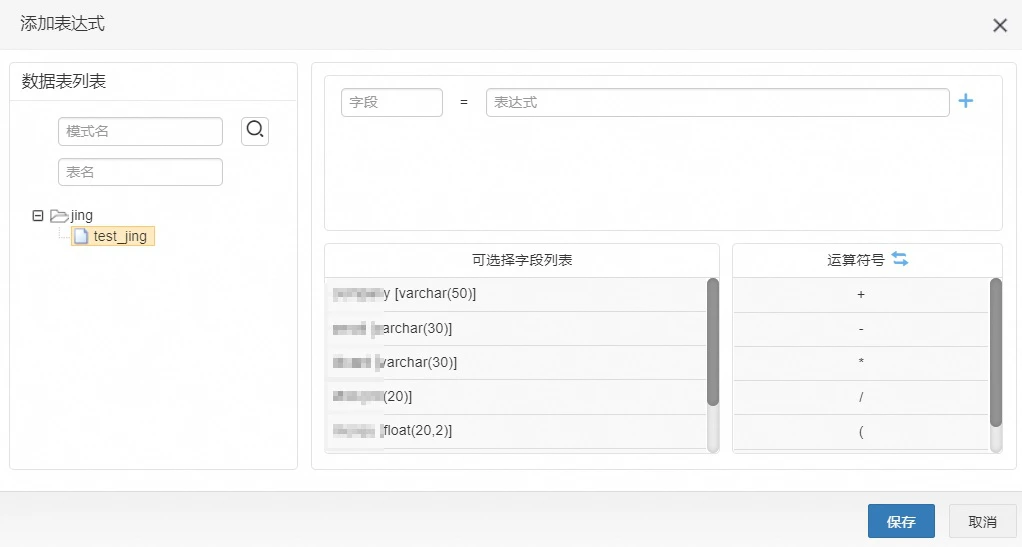 添加表达式
数据表列表
模式名
表名
jing
test_jing
字段 = 表达式
可选择字段列表
[varchar(50)]
archar(30)]
varchar(30)]
(20)]
float(20,2)]
运算符号
+
-
*
/
(
保存
取消